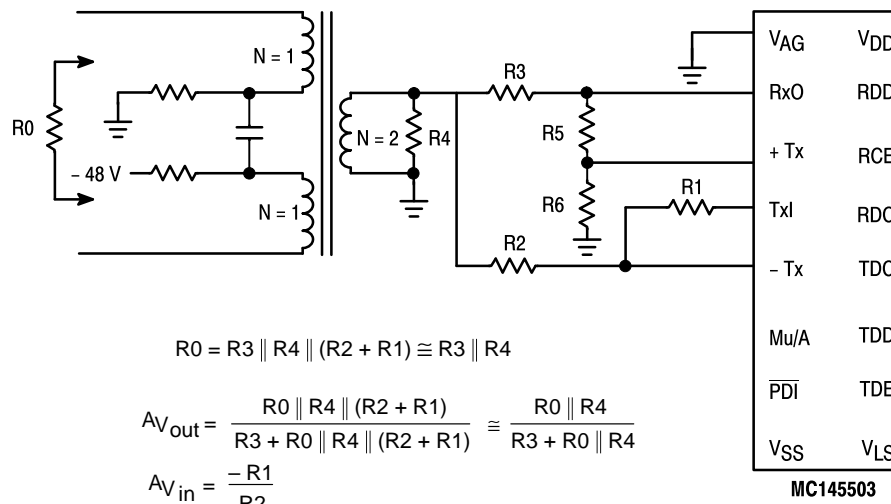 N = 1
R0
– 48 V
N = 1
N = 2
R4
R3
R5
R6
R2
R1
VAG
VDD
RxO
RDD
+ Tx
TxI
RDC
– Tx
TDC
Mu/A
TDD
PDI
TDE
VSS
VLS
MC145503
R0 = R3 || R4 || (R2 + R1) ≅ R3 || R4
AVout = R0 || R4 || (R2 + R1) / R3 + R0 || R4 || (R2 + R1) ≅ R0 || R4 / R3 + R0 || R4
AVin = – R1 / R2